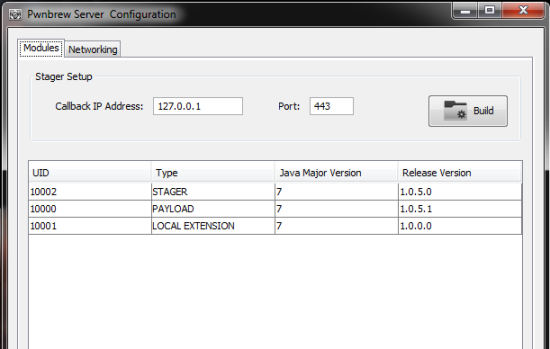 Pwnbrew Server Configuration
Modules Networking
Stager Setup
Callback IP Address: 127.0.0.1 Port: 443 Build
UID Type Java Major Version Release Version
10002 STAGER 7 1.0.5.0
10000 PAYLOAD 7 1.0.5.1
10001 LOCAL EXTENSION 7 1.0.0.0